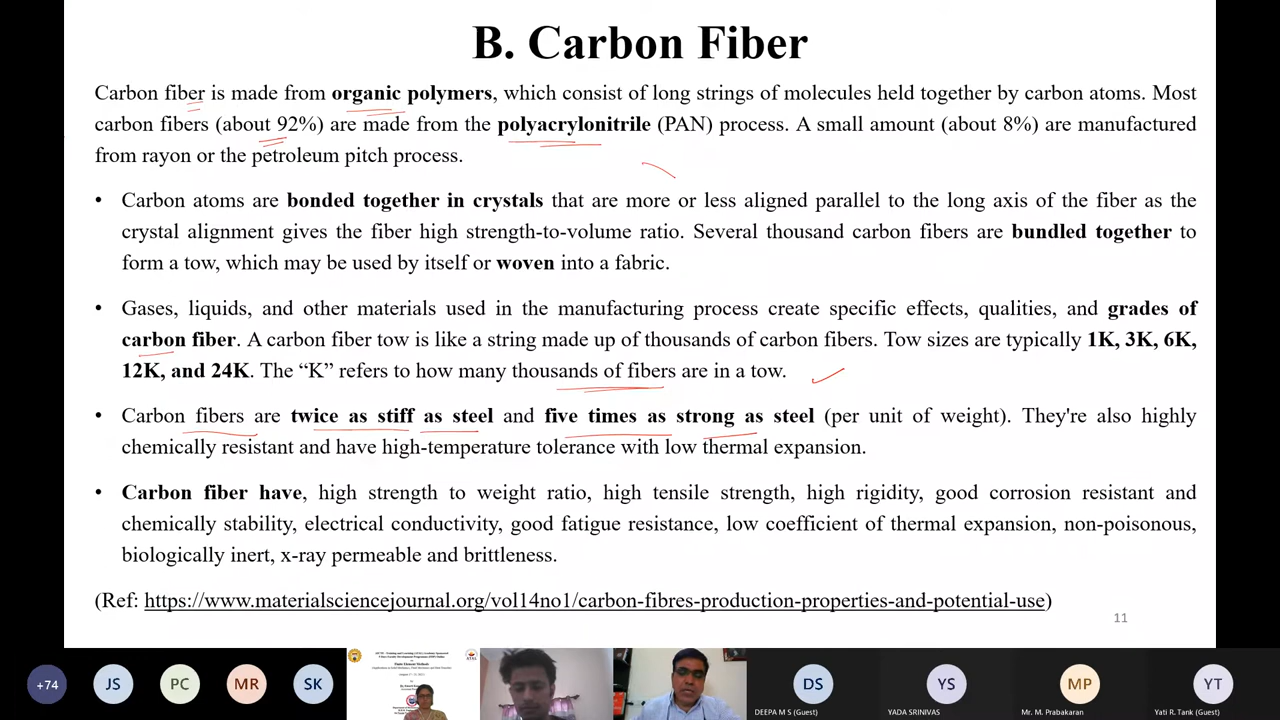 B. Carbon Fiber
Carbon fiber is made from organic polymers, which consist of long strings of molecules held together by carbon atoms. Most
carbon fibers (about 92%) are made from the polyacrylonitrile (PAN) process. A small amount (about 8%) are manufactured
from rayon or the petroleum pitch process.
• Carbon atoms are bonded together in crystals that are more or less aligned parallel to the long axis of the fiber as the
crystal alignment gives the fiber high strength-to-volume ratio. Several thousand carbon fibers are bundled together to
form a tow, which may be used by itself or woven into a fabric.
• Gases, liquids, and other materials used in the manufacturing process create specific effects, qualities, and grades of
carbon fiber. A carbon fiber tow is like a string made up of thousands of carbon fibers. Tow sizes are typically 1K, 3K, 6K,
12K, and 24K. The “K” refers to how many thousands of fibers are in a tow.
• Carbon fibers are twice as stiff as steel and five times as strong as steel (per unit of weight). They're also highly
chemically resistant and have high-temperature tolerance with low thermal expansion.
• Carbon fiber have, high strength to weight ratio, high tensile strength, high rigidity, good corrosion resistant and
chemically stability, electrical conductivity, good fatigue resistance, low coefficient of thermal expansion, non-poisonous,
biologically inert, x-ray permeable and brittleness.
(Ref: https://www.materialsciencejournal.org/vol14no1/carbon-fibres-production-properties-and-potential-use)
11
+74 JS PC MR SK DS YS MP YT
DEEPA M S (Guest) YADA SRINIVAS Mr. M. Prabakaran Yati R. Tank (Guest)